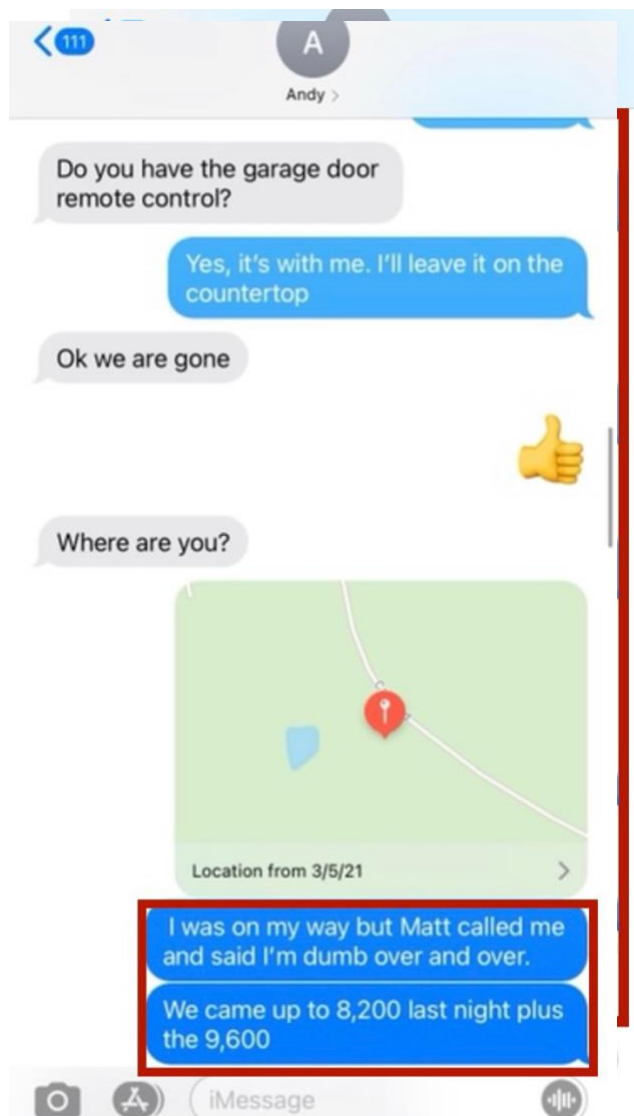 111
A
Andy >
Do you have the garage door
remote control?
Yes, it's with me. I'll leave it on the
countertop
Ok we are gone
Where are you?
Location from 3/5/21
I was on my way but Matt called me
and said I'm dumb over and over.
We came up to 8,200 last night plus
the 9,600
iMessage